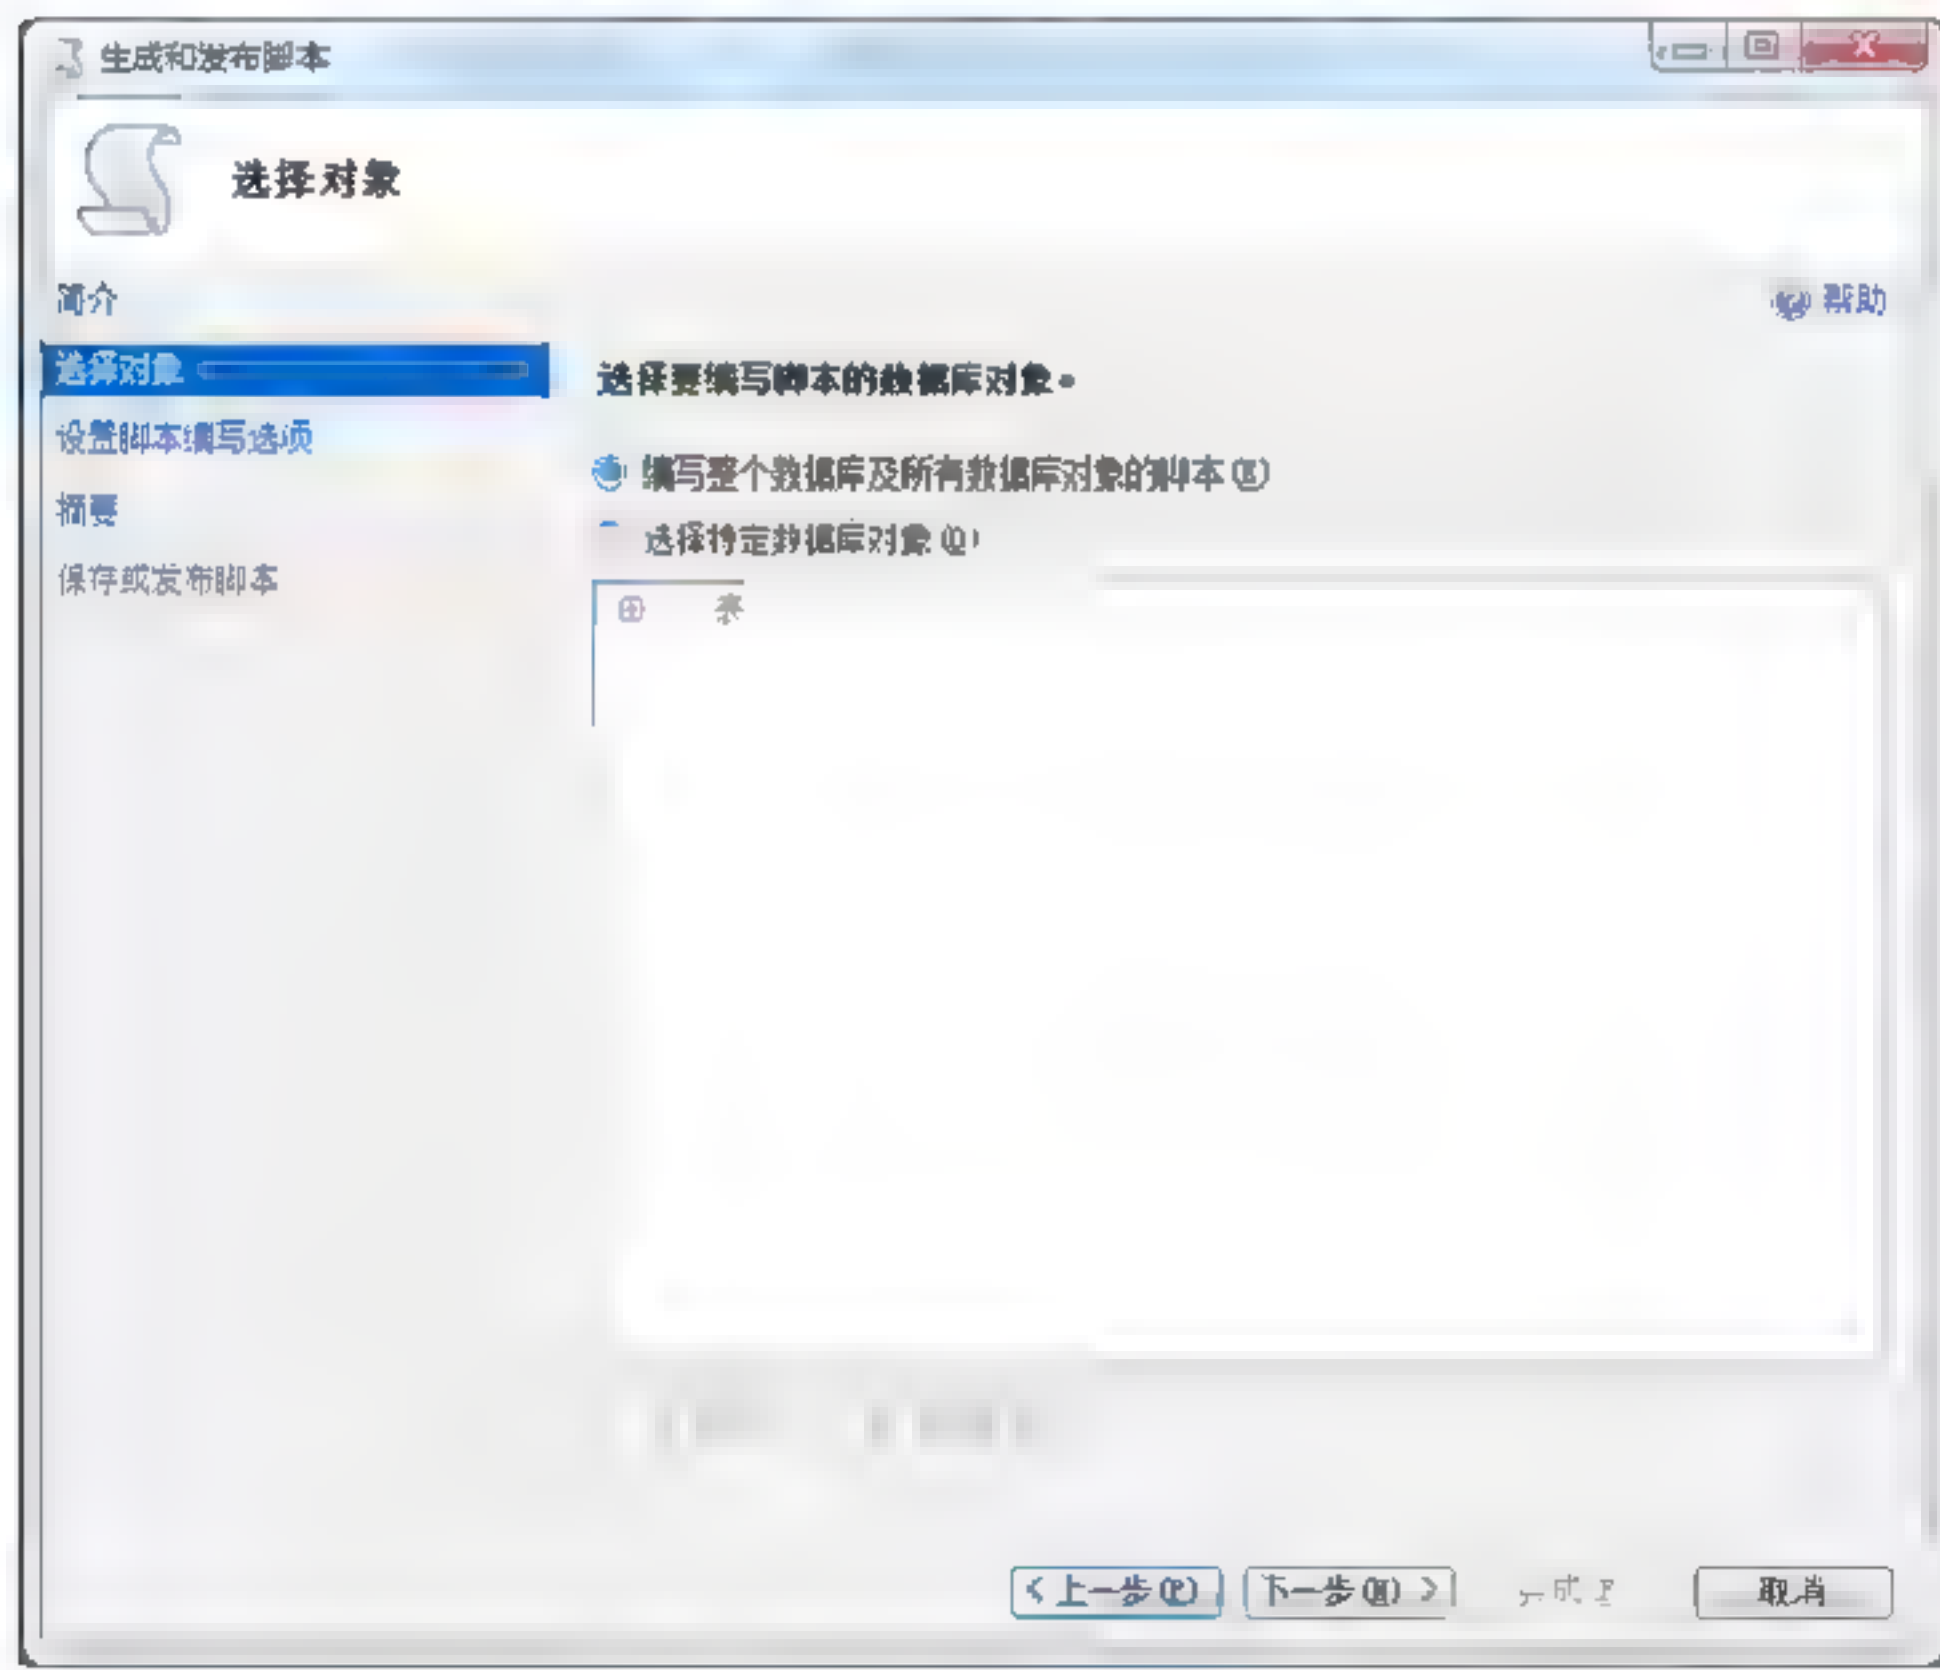 生成和发布脚本
选择对象
简介
帮助
选择对象
选择要编写脚本的数据库对象。
设置脚本编写选项
编写整个数据库及所有数据库对象的脚本(E)
摘要
选择特定数据库对象(Q)
保存或发布脚本
表
< 上一步(P)
下一步(N) >
完成
取消